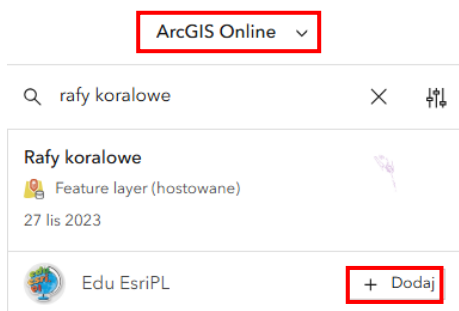 ArcGIS Online
rafy koralowe
Rafy koralowe
Feature layer (hostowane)
27 lis 2023
Edu EsriPL
+ Dodaj